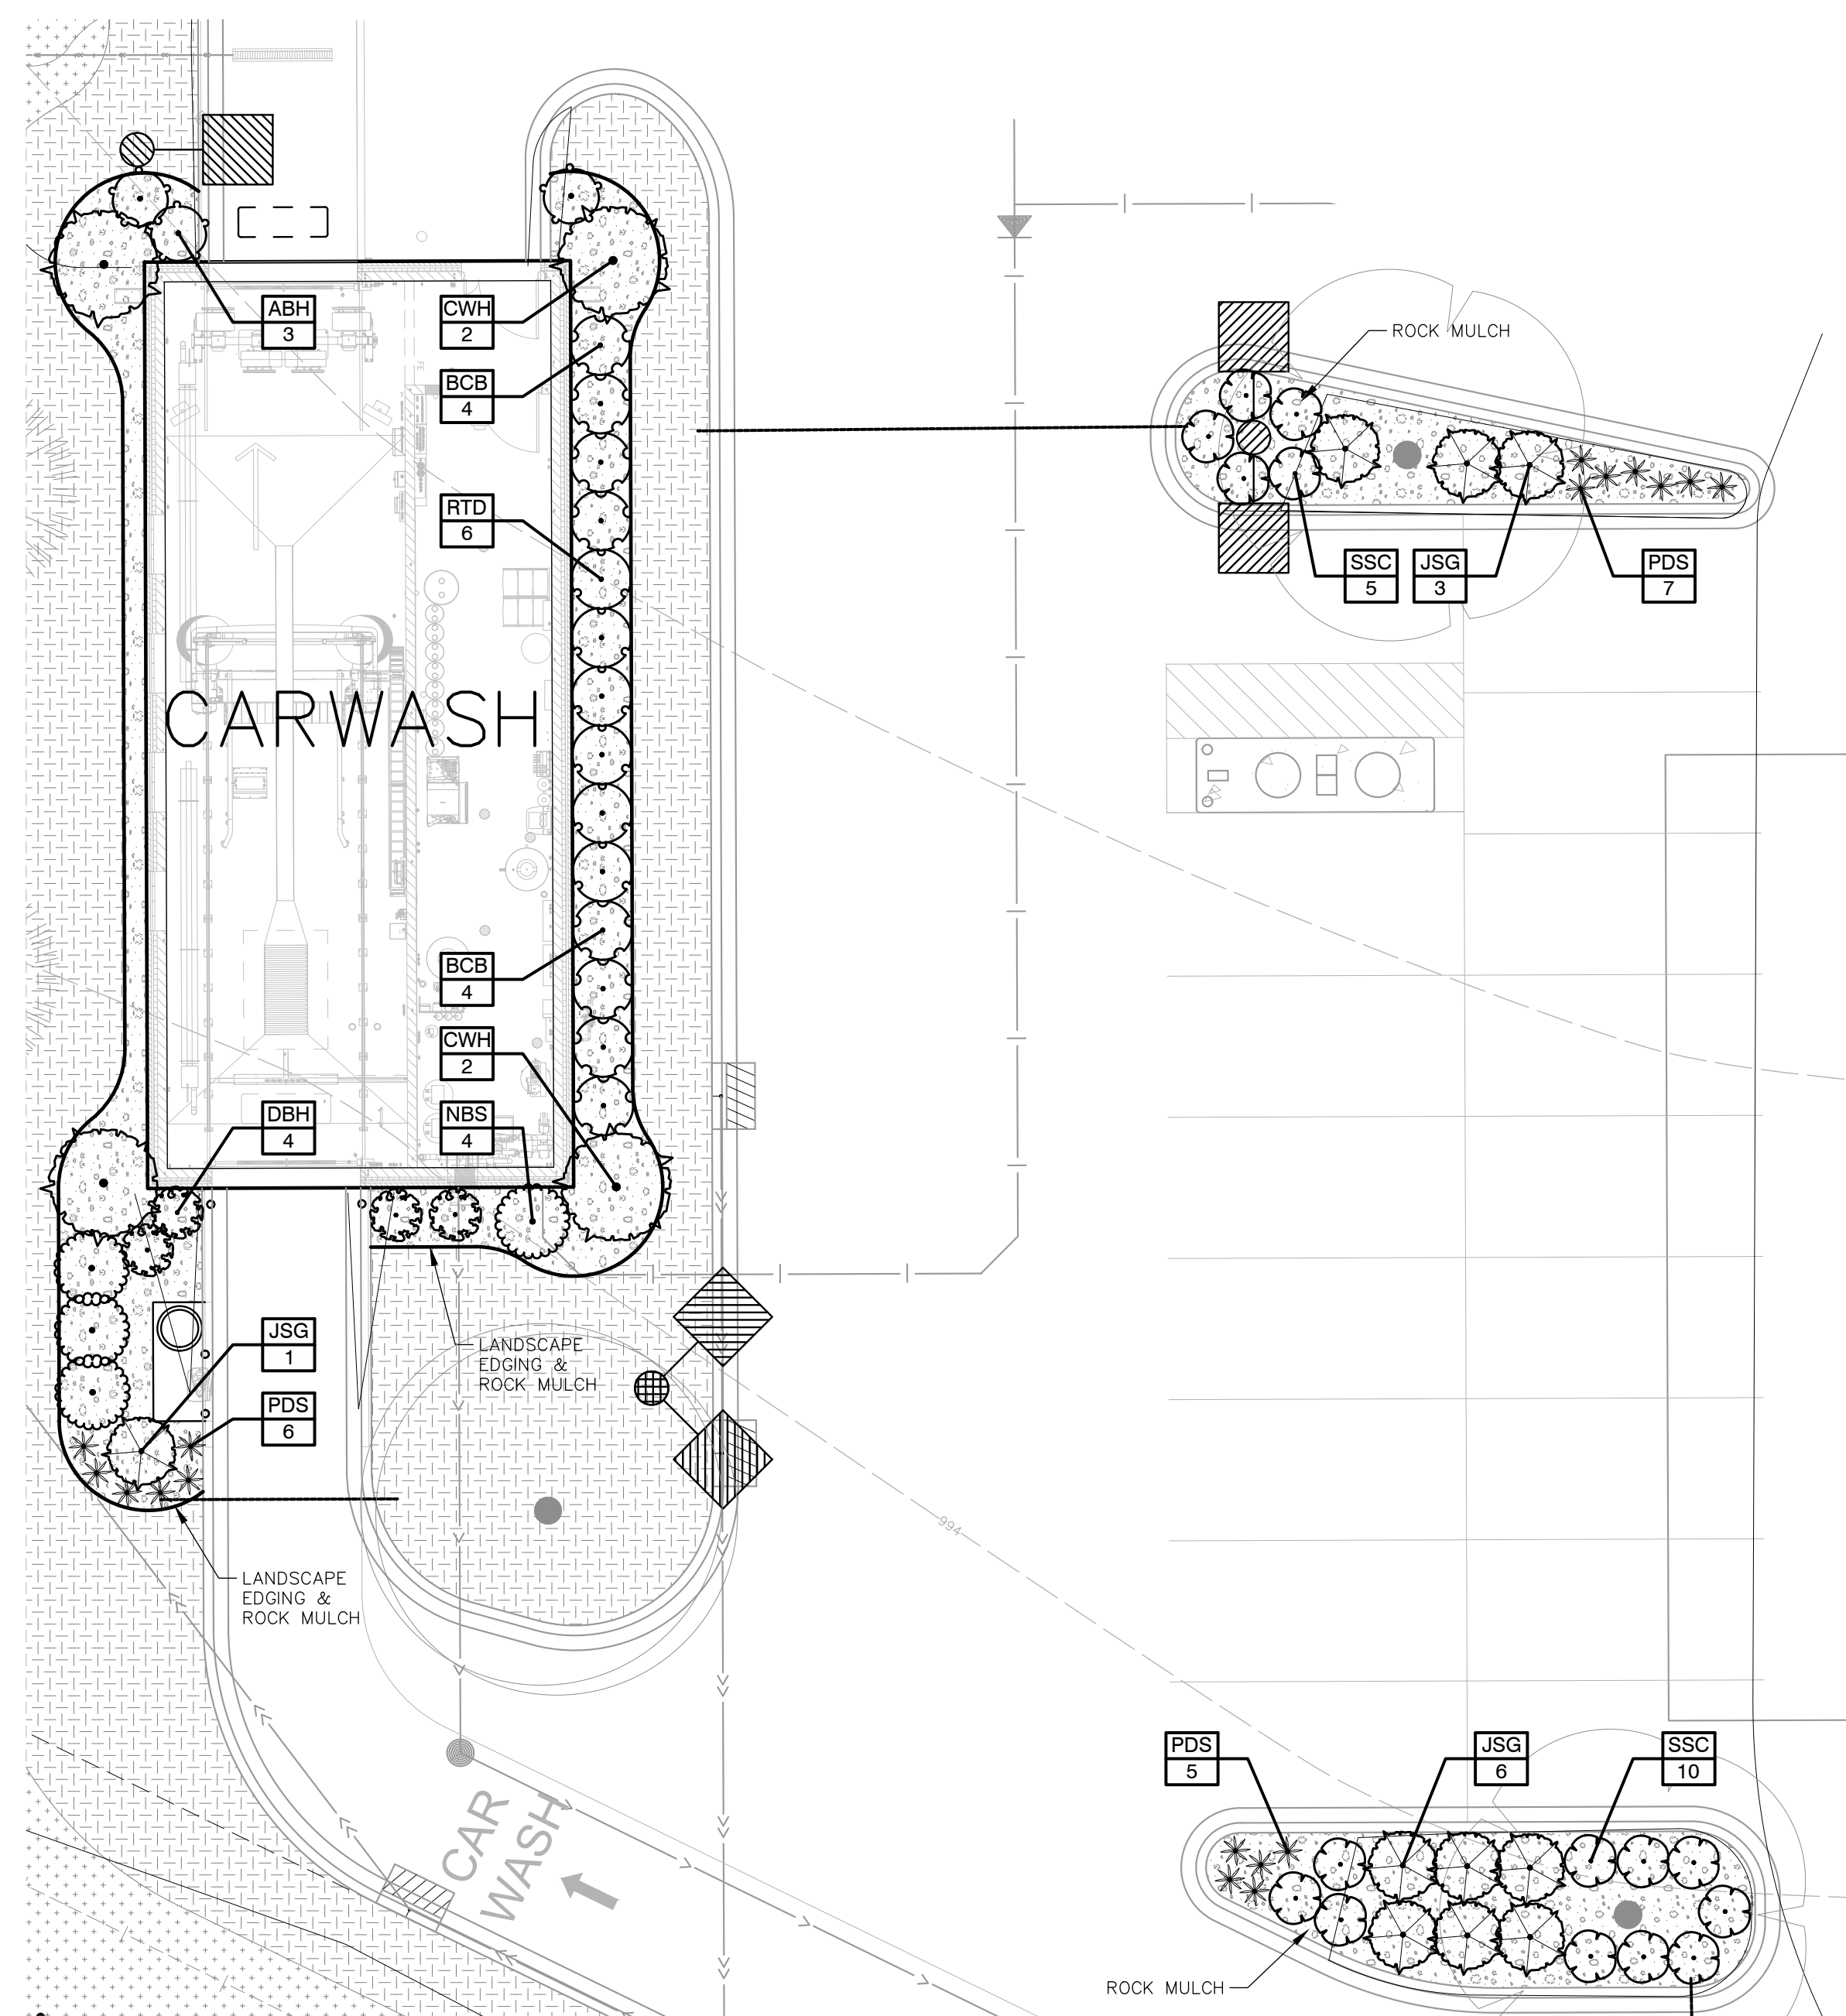 ABH
3
CWH
2
BCB
4
ROCK MULCH
RTD
6
SSC
5
JSG
3
PDS
7
CARWASH
BCB
4
CWH
2
DBH
4
NBS
4
JSG
1
LANDSCAPE
EDGING &
ROCK MULCH
PDS
6
994
LANDSCAPE
EDGING &
ROCK MULCH
PDS
5
JSG
6
SSC
10
CAR
WASH
ROCK MULCH